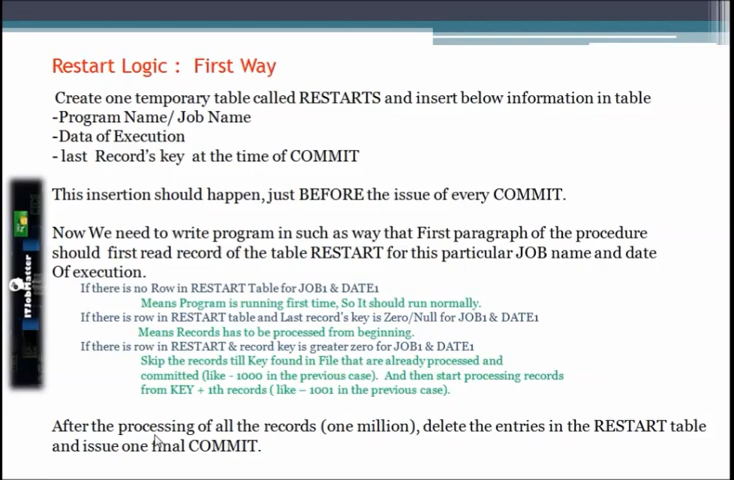 Restart Logic : First Way
Create one temporary table called RESTARTS and insert below information in table
-Program Name/ Job Name
-Data of Execution
- last Record's key at the time of COMMIT
This insertion should happen, just BEFORE the issue of every COMMIT.
Now We need to write program in such as way that First paragraph of the procedure
should first read record of the table RESTART for this particular JOB name and date
Of execution.
If there is no Row in RESTART Table for JOB1 & DATE1
Means Program is running first time, So It should run normally.
If there is row in RESTART table and Last record's key is Zero/Null for JOB1 & DATE1
Means Records has to be processed from beginning.
If there is row in RESTART & record key is greater zero for JOB1 & DATE1
Skip the records till Key found in File that are already processed and
committed (like - 1000 in the previous case). And then start processing records
from KEY + 1th records ( like – 1001 in the previous case).
After the processing of all the records (one million), delete the entries in the RESTART table
and issue one final COMMIT.
ITJobMatter